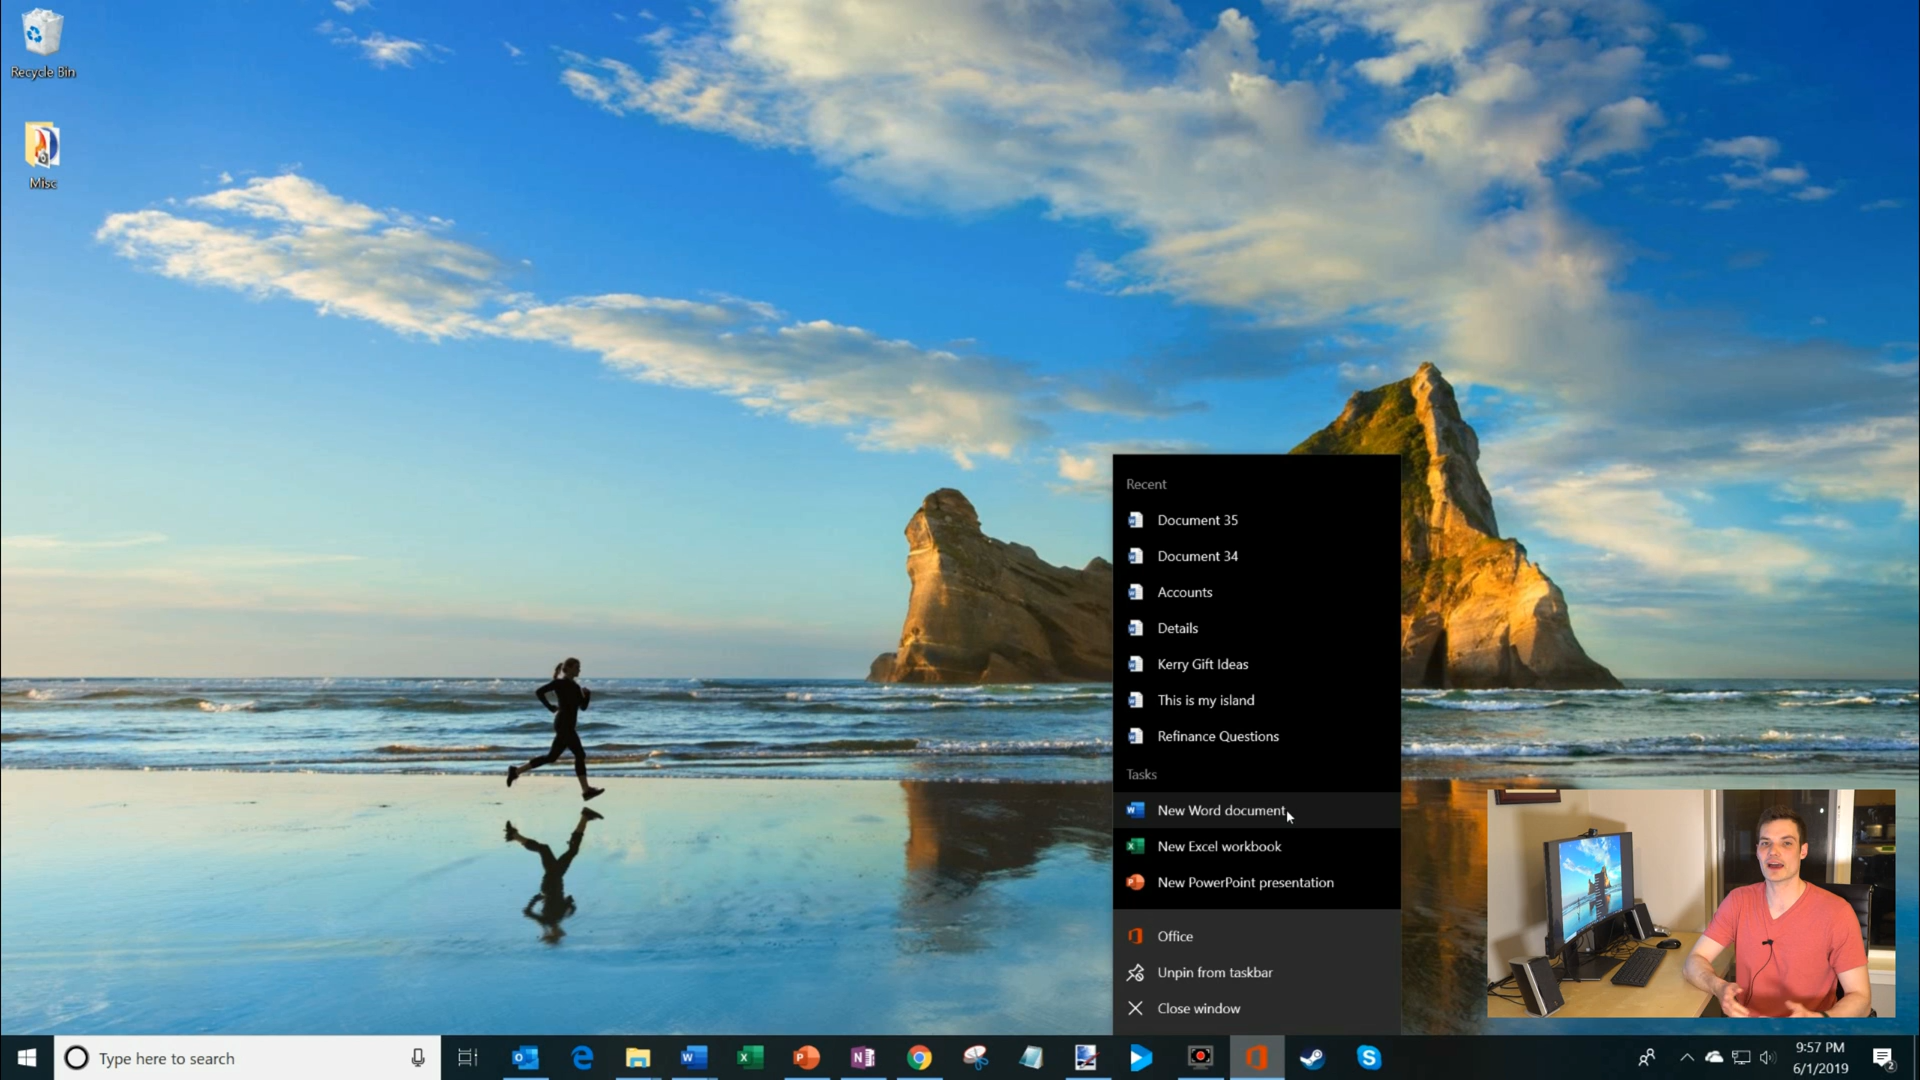 Recycle Bin
Misc
Recent
Document 35
Document 34
Accounts
Details
Kerry Gift Ideas
This is my island
Refinance Questions
Tasks
New Word document
New Excel workbook
New PowerPoint presentation
Office
Unpin from taskbar
Close window
Type here to search
9:57 PM
6/1/2019
2